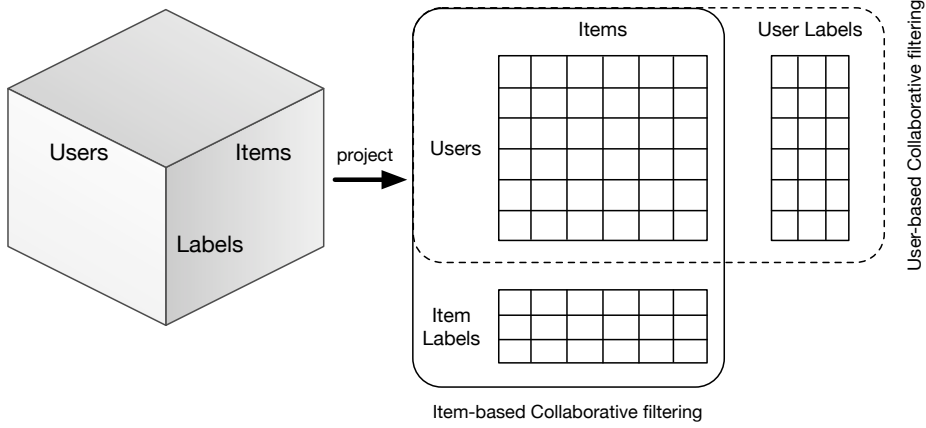 Users
Items
Labels
project
Items
User Labels
Users
Item
Labels
User-based Collaborative filtering
Item-based Collaborative filtering